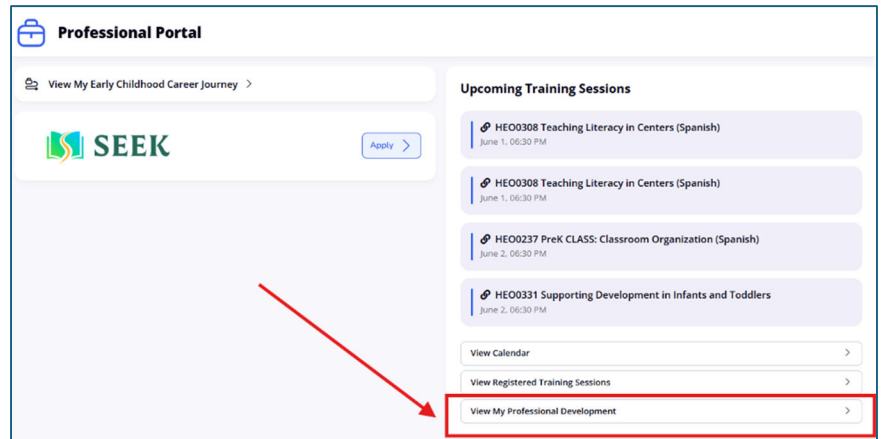 Professional Portal
View My Early Childhood Career Journey
SEEK
Apply
Upcoming Training Sessions
HEO0308 Teaching Literacy in Centers (Spanish)
June 1, 06:30 PM
HEO0308 Teaching Literacy in Centers (Spanish)
June 1, 06:30 PM
HEO0237 PreK CLASS: Classroom Organization (Spanish)
June 2, 06:30 PM
HEO0331 Supporting Development in Infants and Toddlers
June 2, 06:30 PM
View Calendar
View Registered Training Sessions
View My Professional Development